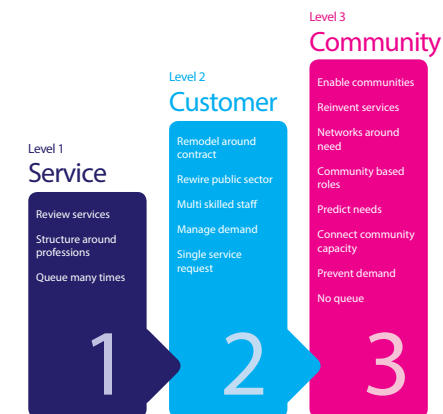 Level 1
Service
Review services
Structure around
professions
Queue many times
1
Level 2
Customer
Remodel around
contract
Rewire public sector
Multi skilled staff
Manage demand
Single service
request
2
Level 3
Community
Enable communities
Reinvent services
Networks around
need
Community based
roles
Predict needs
Connect community
capacity
Prevent demand
No queue
3